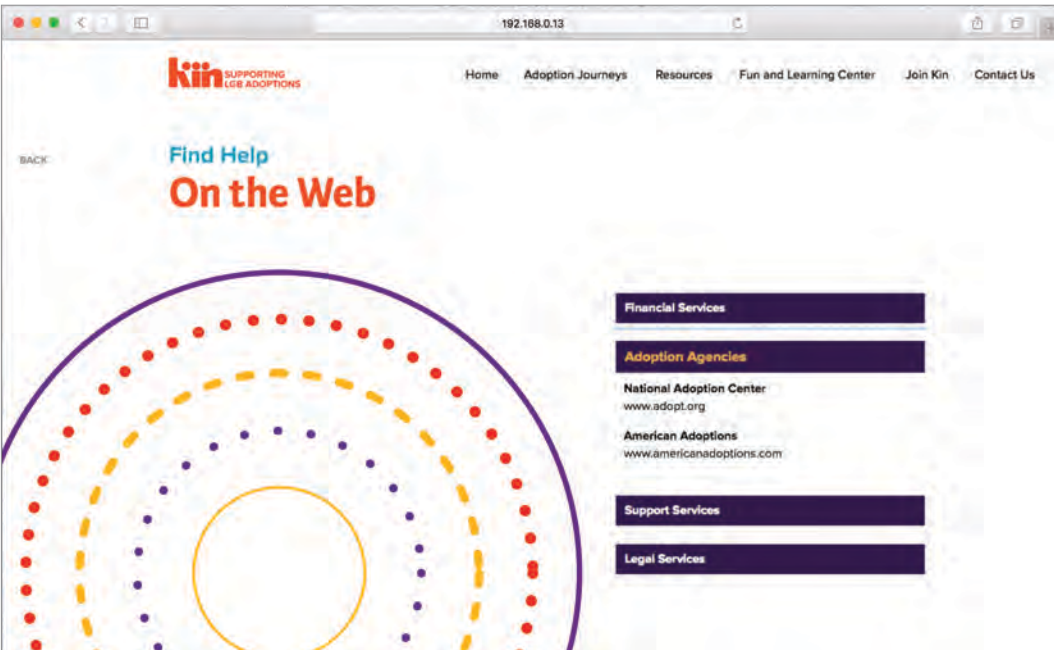 192.168.0.13
kin SUPPORTING
LGB ADOPTIONS
Home Adoption Journeys Resources Fun and Learning Center Join Kin Contact Us
BACK
Find Help
On the Web
Financial Services
Adoption Agencies
National Adoption Center
www.adopt.org
American Adoptions
www.americanadoptions.com
Support Services
Legal Services